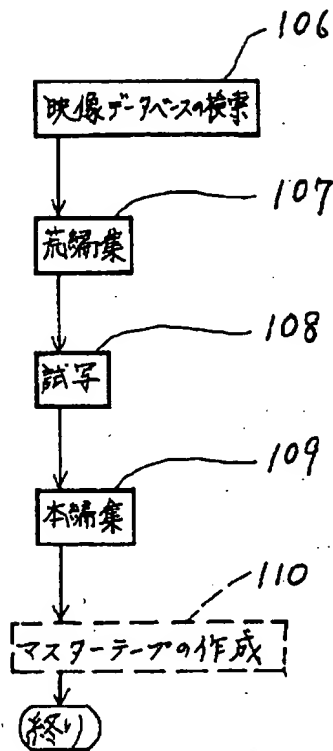 106
映像データベースの検索
107
荒編集
108
試写
109
本編集
110
マスターテープの作成
終り